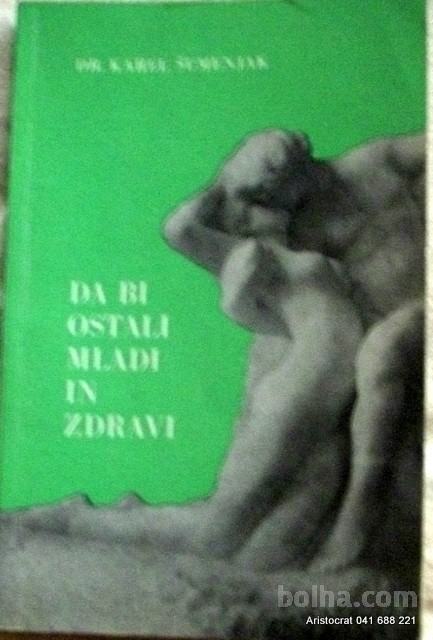 DR. KAREL ŠUMENJAK
DA BI
OSTALI
MLADI
IN
ZDRAVI
bolha.com
Aristocrat 041 688 221